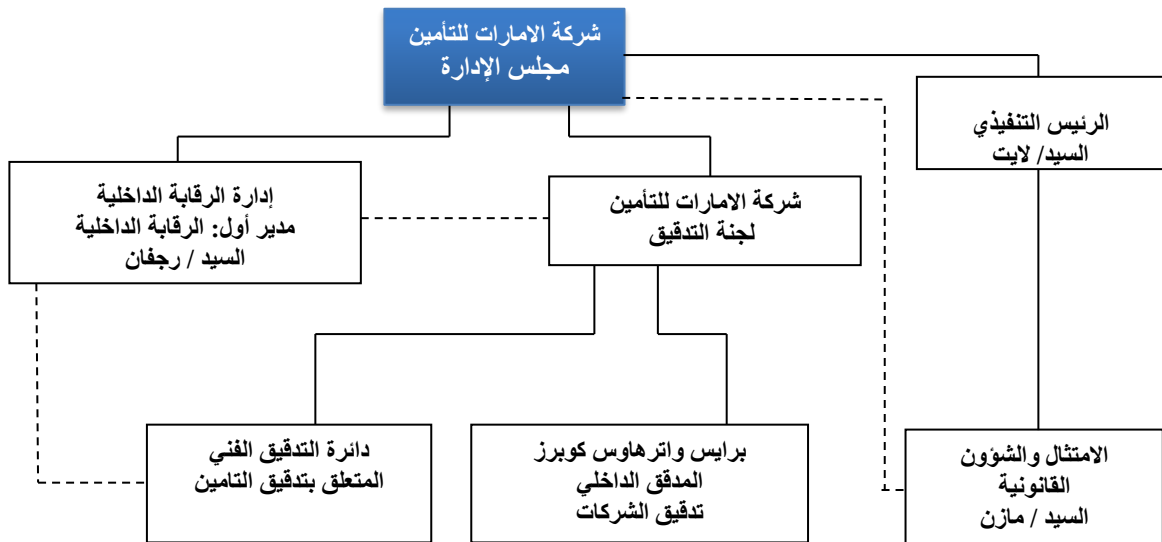 شركة الامارات للتأمين
مجلس الإدارة
الرئيس التنفيذي
السيد/ لايت
إدارة الرقابة الداخلية
مدير أول: الرقابة الداخلية
السيد / رجفان
شركة الامارات للتأمين
لجنة التدقيق
دائرة التدقيق الفني
المتعلق بتدقيق التامين
برايس واترهاوس كوبرز
المدقق الداخلي
تدقيق الشركات
الامتثال والشؤون
القانونية
السيد / مازن